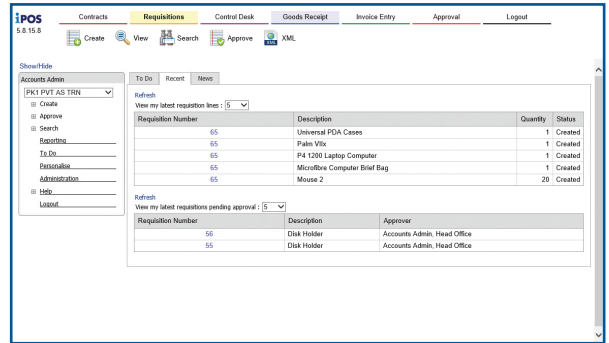 iPOS Contracts Requisitions Control Desk Goods Receipt Invoice Entry Approval Logout
5.8.15.8
Create View Search Approve XML
Show/Hide
Accounts Admin
PK1 PVT AS TRN
Create
Approve
Search
Reporting
To Do
Personalise
Administration
Help
Logout
To Do Recent News
Refresh
View my latest requisition lines : 5
Requisition Number Description Quantity Status
65 Universal PDA Cases 1 Created
65 Palm VIIx 1 Created
65 P4 1200 Laptop Computer 1 Created
65 Microfibre Computer Brief Bag 1 Created
65 Mouse 2 20 Created
Refresh
View my latest requisitions pending approval : 5
Requisition Number Description Approver
56 Disk Holder Accounts Admin, Head Office
55 Disk Holder Accounts Admin, Head Office